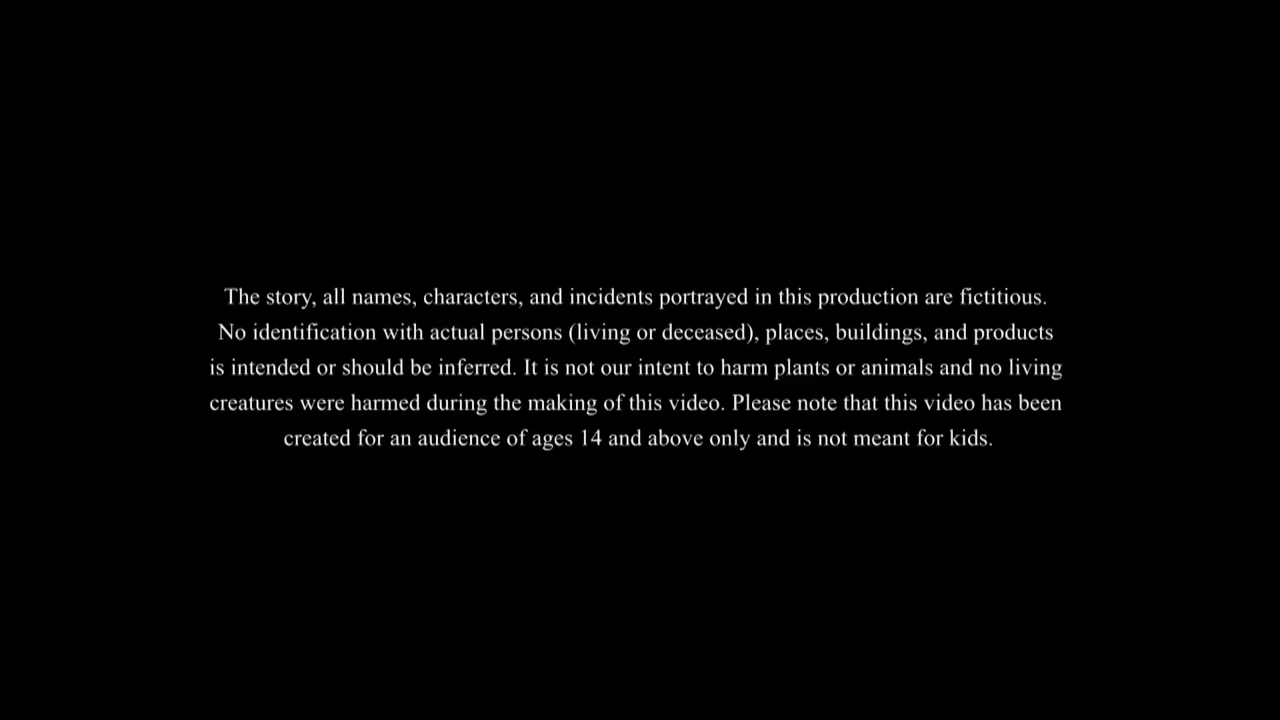 The story, all names, characters, and incidents portrayed in this production are fictitious.
No identification with actual persons (living or deceased), places, buildings, and products
is intended or should be inferred. It is not our intent to harm plants or animals and no living
creatures were harmed during the making of this video. Please note that this video has been
created for an audience of ages 14 and above only and is not meant for kids.